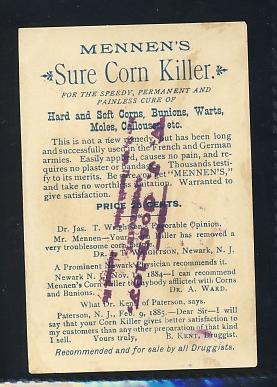 MENNEN'S
Sure Corn Killer.
FOR THE SPEEDY, PERMANENT AND
PAINLESS CURE OF
Hard and Soft Corns, Bunions, Warts,
Moles, Callouses, etc.
This is not a new remedy but has been long
and successfully used in the French and German
armies. Easily applied, causes no pain, and re-
quires no plaster or bandage. Thousands testi-
fy to its merits. Be sure to get "MENNEN'S,"
and take no worthless imitation. Warranted to
give satisfaction.
PRICE 25 CENTS.
Dr. Jas. T. Wrightson's Favorable Opinion.
Mr. Mennen—Your Corn Killer has removed a
very troublesome corn.
Dr. Wrightson, Newark, N. J.
A Prominent Physician recommends it.
Newark N. J. Nov. 1884—I can recommend
Mennen's Corn Killer to anybody afflicted with Corns
and Bunions. Dr. Ward.
What Dr. Kent of Paterson, says.
Paterson, N. J., Feb. 9, 1885.—Dear Sir—I will
say that your Corn Killer gives better satisfaction to
my customers than any other preparation of that kind
I sell. Yours truly, B. Kent, Druggist.
Recommended and for sale by all Druggists.